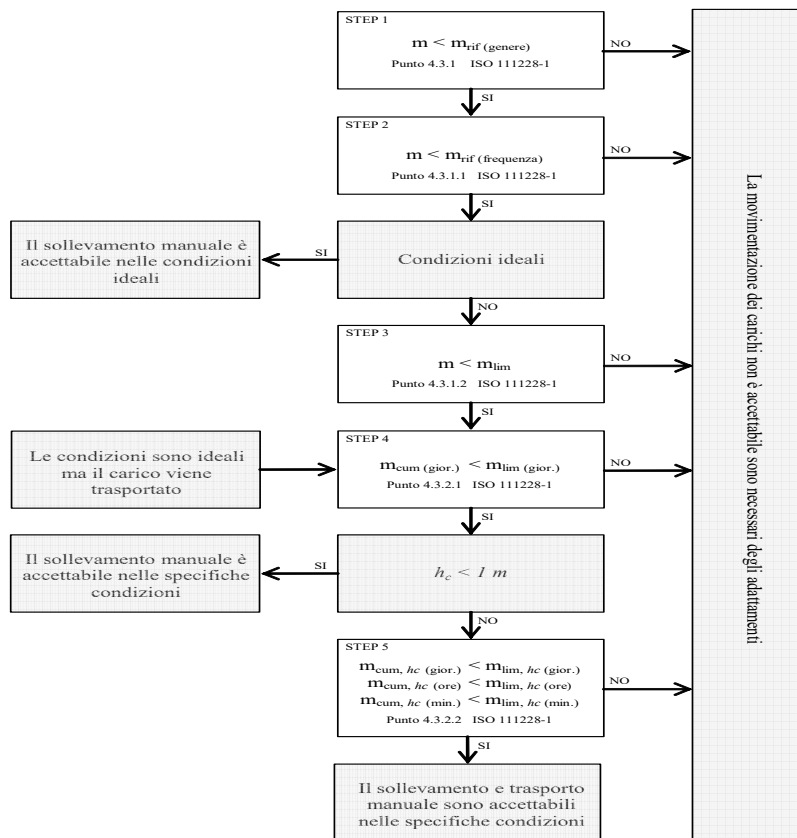 STEP 1
m < m_rif (genere)
Punto 4.3.1 ISO 111228-1
NO
SI
STEP 2
m < m_rif (frequenza)
Punto 4.3.1.1 ISO 111228-1
NO
SI
Il sollevamento manuale è
accettabile nelle condizioni
ideali
SI
Condizioni ideali
NO
STEP 3
m < m_lim
Punto 4.3.1.2 ISO 111228-1
NO
SI
Le condizioni sono ideali
ma il carico viene
trasportato
STEP 4
m_cum (gior.) < m_lim (gior.)
Punto 4.3.2.1 ISO 111228-1
NO
SI
Il sollevamento manuale è
accettabile nelle specifiche
condizioni
SI
h_c < 1 m
NO
STEP 5
m_cum, hc (gior.) < m_lim, hc (gior.)
m_cum, hc (ore) < m_lim, hc (ore)
m_cum, hc (min.) < m_lim, hc (min.)
Punto 4.3.2.2 ISO 111228-1
NO
SI
Il sollevamento e trasporto
manuale sono accettabili
nelle specifiche condizioni
La movimentazione dei carichi non è accettabile sono necessari degli adattamenti